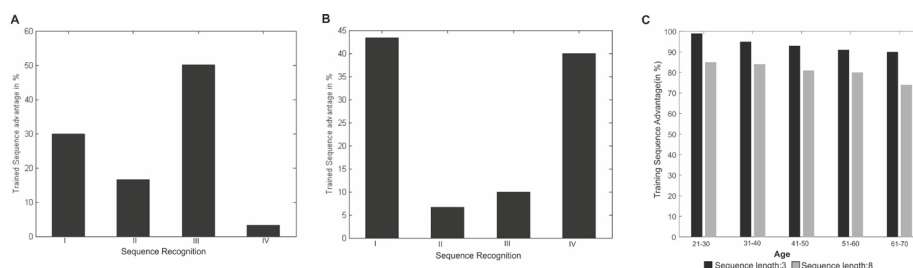 A
Trained Sequence advantage in %
60
50
40
30
20
10
0
I II III IV
Sequence Recognition
B
Trained Sequence advantage in %
45
40
35
30
25
20
15
10
5
0
I II III IV
Sequence Recognition
C
Training Sequence Advantage(in %)
100
90
80
70
60
50
40
30
20
10
0
21-30 31-40 41-50 51-60 61-70
Age
Sequence length:3 Sequence length:8